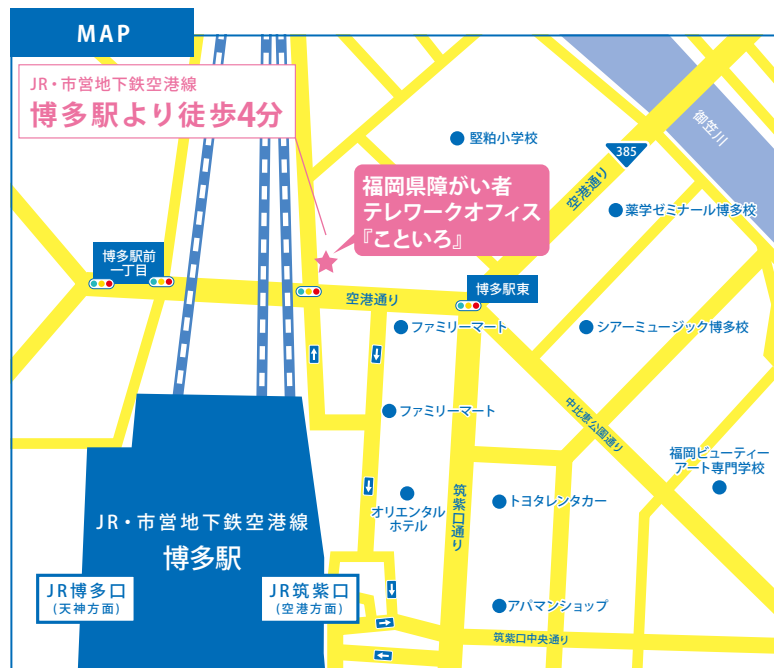 MAP
JR・市営地下鉄空港線
博多駅より徒歩4分
御笠川
堅粕小学校
385
空港通り
福岡県障がい者
テレワークオフィス
『こといろ』
薬学ゼミナール博多校
博多駅前
一丁目
空港通り
博多駅東
ファミリーマート
シアーミュージック博多校
ファミリーマート
中比恵公園通り
福岡ビューティー
アート専門学校
筑紫口通り
オリエンタル
ホテル
トヨタレンタカー
JR・市営地下鉄空港線
博多駅
JR博多口
(天神方面)
JR筑紫口
(空港方面)
アパマンショップ
筑紫口中央通り